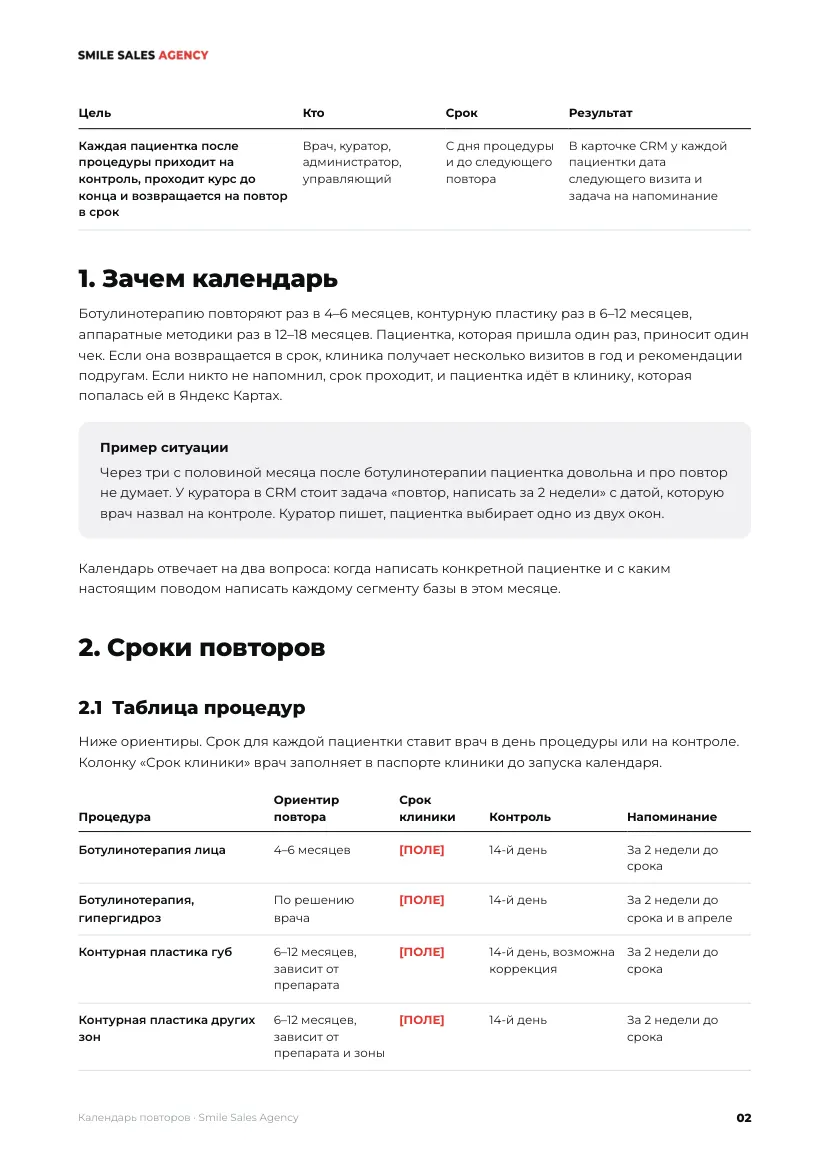 SMILE SALES AGENCY
Цель Кто Срок Результат
Каждая пациентка после Врач, куратор, С дня процедуры В карточке CRM у каждой
процедуры приходит на администратор, и до следующего пациентки дата
контроль, проходит курс до управляющий повтора следующего визита и
конца и возвращается на повтор задача на напоминание
в срок
1. Зачем календарь
Ботулинотерапию повторяют раз в 4–6 месяцев, контурную пластику раз в 6–12 месяцев,
аппаратные методики раз в 12–18 месяцев. Пациентка, которая пришла один раз, приносит один
чек. Если она возвращается в срок, клиника получает несколько визитов в год и рекомендации
подругам. Если никто не напомнил, срок проходит, и пациентка идёт в клинику, которая
попалась ей в Яндекс Картах.
Пример ситуации
Через три с половиной месяца после ботулинотерапии пациентка довольна и про повтор
не думает. У куратора в CRM стоит задача «повтор, написать за 2 недели» с датой, которую
врач назвал на контроле. Куратор пишет, пациентка выбирает одно из двух окон.
Календарь отвечает на два вопроса: когда написать конкретной пациентке и с каким
настоящим поводом написать каждому сегменту базы в этом месяце.
2. Сроки повторов
2.1 Таблица процедур
Ниже ориентиры. Срок для каждой пациентки ставит врач в день процедуры или на контроле.
Колонку «Срок клиники» врач заполняет в паспорте клиники до запуска календаря.
Ориентир Срок
Процедура повтора клиники Контроль Напоминание
Ботулинотерапия лица 4–6 месяцев [ПОЛЕ] 14-й день За 2 недели до
срока
Ботулинотерапия, По решению [ПОЛЕ] 14-й день За 2 недели до
гипергидроз врача срока и в апреле
Контурная пластика губ 6–12 месяцев, [ПОЛЕ] 14-й день, возможна За 2 недели до
зависит от коррекция срока
препарата
Контурная пластика других 6–12 месяцев, [ПОЛЕ] 14-й день За 2 недели до
зон зависит от срока
препарата и зоны
Календарь повторов · Smile Sales Agency 02